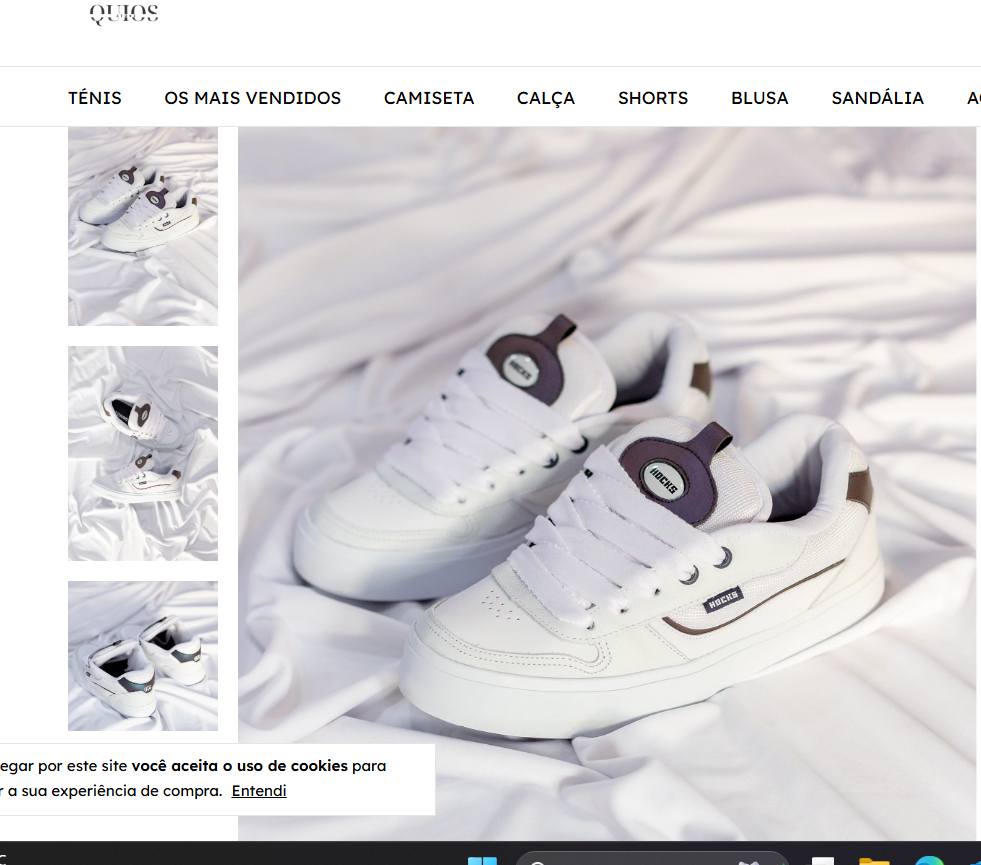 QUIOS
TÉNIS OS MAIS VENDIDOS CAMISETA CALÇA SHORTS BLUSA SANDÁLIA
HOCKS
HOCKS
HOCKS
egar por este site você aceita o uso de cookies para
r a sua experiência de compra. Entendi